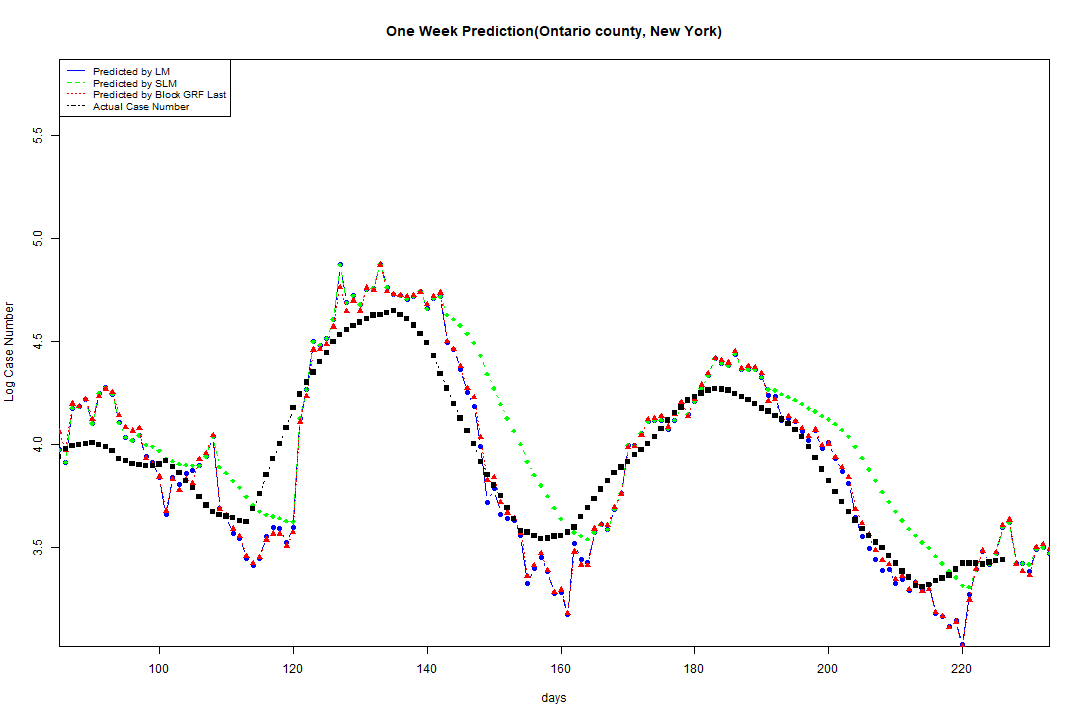 One Week Prediction(Ontario county, New York)
Predicted by LM
Predicted by SLM
Predicted by Block GRF Last
Actual Case Number
5.5
5.0
4.5
4.0
3.5
Log Case Number
100 120 140 160 180 200 220
days